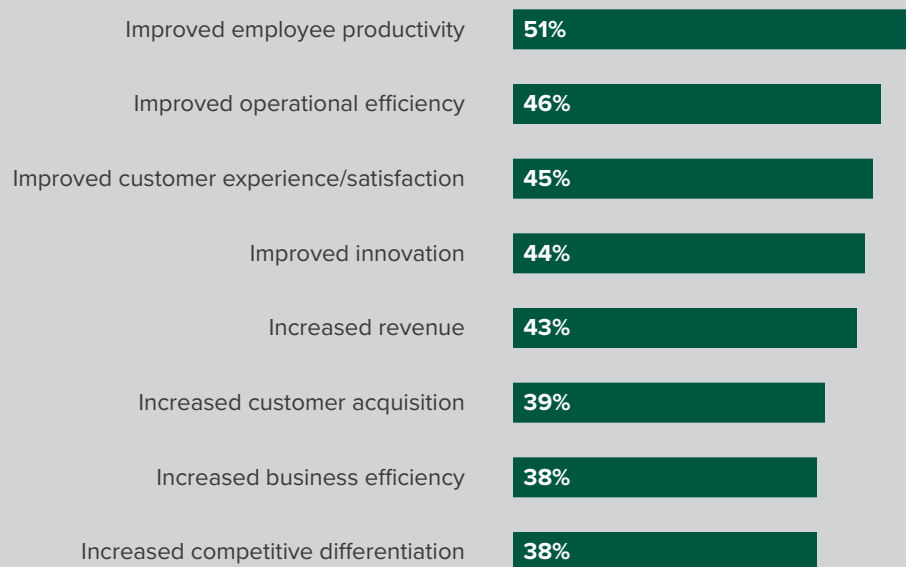 Improved employee productivity 51%
Improved operational efficiency 46%
Improved customer experience/satisfaction 45%
Improved innovation 44%
Increased revenue 43%
Increased customer acquisition 39%
Increased business efficiency 38%
Increased competitive differentiation 38%